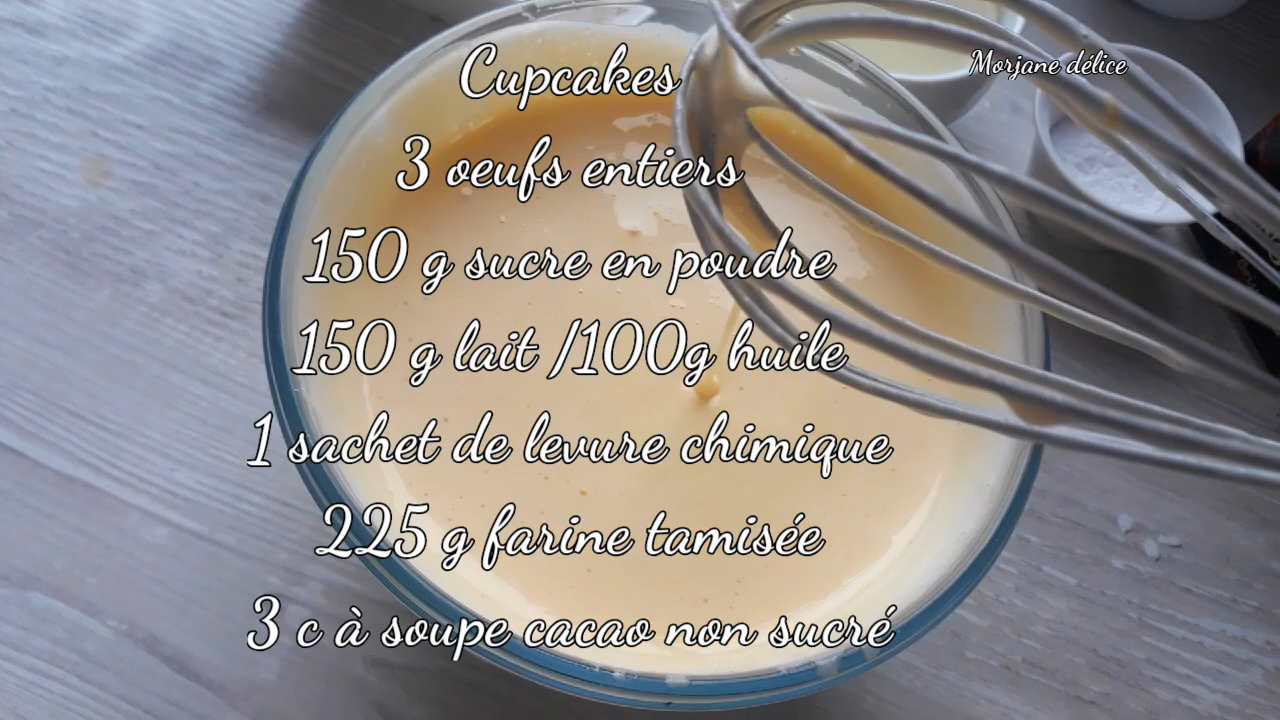 Cupcakes
Morjane délice
3 oeufs entiers
150 g sucre en poudre
150 g lait /100g huile
1 sachet de levure chimique
225 g farine tamisée
3 c à soupe cacao non sucré